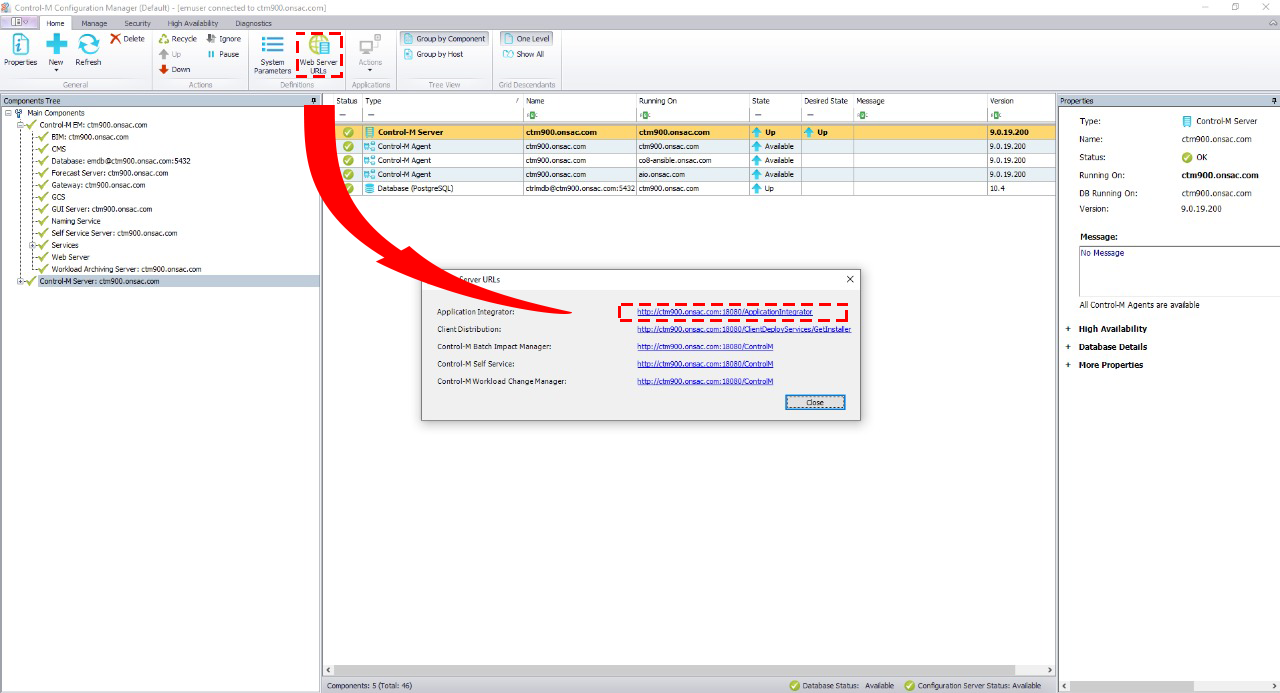 Control-M Configuration Manager (Default) - [emuser connected to ctm900.onsac.com]
Home Manage Security High Availability Diagnostics
Properties New Refresh Delete
General
Recycle Ignore
Up Pause
Down
Actions
System Parameters
Web Server URLs
Definitions
Actions
Applications
Group by Component
Group by Host
Tree View
One Level
Show All
Grid Descendants
Components Tree
Main Components
Control-M EM: ctm900.onsac.com
BIM: ctm900.onsac.com
CMS
Database: emdb@ctm900.onsac.com:5432
Forecast Server: ctm900.onsac.com
Gateway: ctm900.onsac.com
GCS
GUI Server: ctm900.onsac.com
Naming Service
Self Service Server: ctm900.onsac.com
Services
Web Server
Workload Archiving Server: ctm900.onsac.com
Control-M Server: ctm900.onsac.com
Status Type Name Running On State Desired State Message Version
Control-M Server ctm900.onsac.com ctm900.onsac.com Up Up 9.0.19.200
Control-M Agent ctm900.onsac.com ctm900.onsac.com Available 9.0.19.200
Control-M Agent ctm900.onsac.com co8-ansible.onsac.com Available 9.0.19.200
Control-M Agent ctm900.onsac.com aio.onsac.com Available 9.0.19.200
Database (PostgreSQL) ctrlmdb@ctm900.onsac.com:5432 ctm900.onsac.com Up 10.4
Server URLs
Application Integrator: http://ctm900.onsac.com:18080/ApplicationIntegrator
Client Distribution: http://ctm900.onsac.com:18080/ClientDeployServices/GetInstaller
Control-M Batch Impact Manager: http://ctm900.onsac.com:18080/ControlM
Control-M Self Service: http://ctm900.onsac.com:18080/ControlM
Control-M Workload Change Manager: http://ctm900.onsac.com:18080/ControlM
Close
Properties
Type: Control-M Server
Name: ctm900.onsac.com
Status: OK
Running On: ctm900.onsac.com
DB Running On: ctm900.onsac.com
Version: 9.0.19.200
Message:
No Message
All Control-M Agents are available
+ High Availability
+ Database Details
+ More Properties
Components: 5 (Total: 46)
Database Status: Available Configuration Server Status: Available